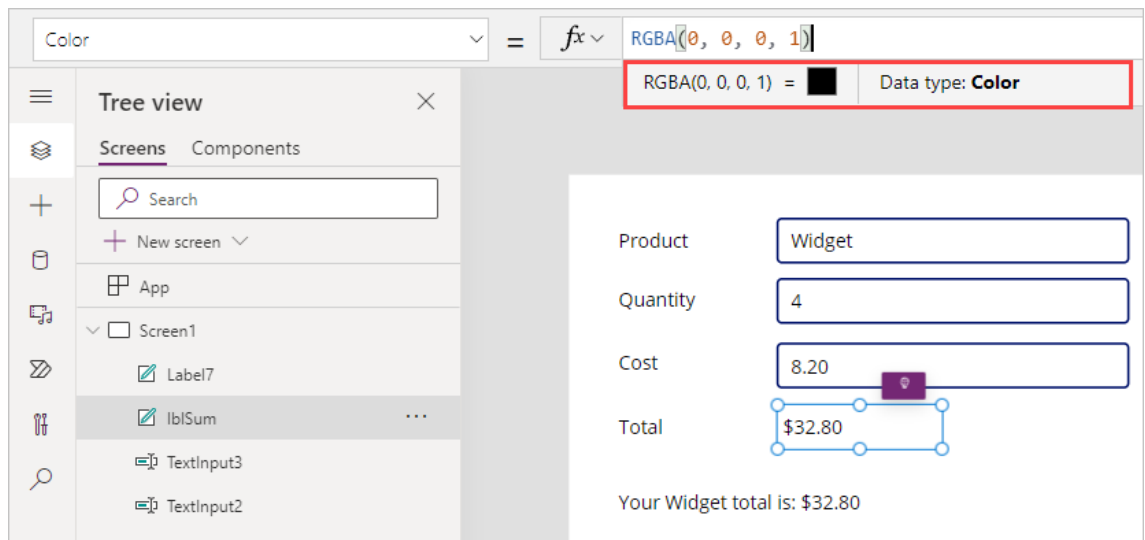 Color = fx RGBA(0, 0, 0, 1)
RGBA(0, 0, 0, 1) = Data type: Color
Tree view
Screens Components
Search
New screen
App
Screen1
Label7
lblSum ...
TextInput3
TextInput2
Product Widget
Quantity 4
Cost 8.20
Total $32.80
Your Widget total is: $32.80